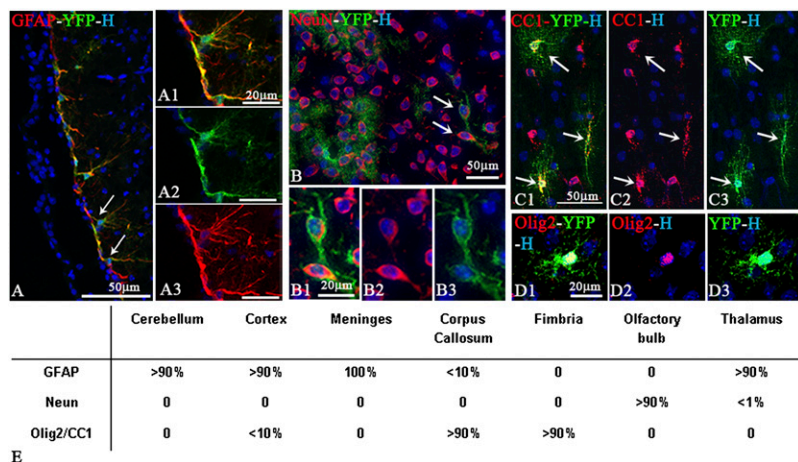 GFAP-YFP-H
A
50µm
20µm
A1
A2
A3
NeuN-YFP-H
B
50µm
B1
20µm
B2
B3
CC1-YFP-H
C1
50µm
CC1-H
C2
YFP-H
C3
Olig2-YFP
-H
D1
20µm
Olig2-H
D2
YFP-H
D3
Cerebellum Cortex Meninges Corpus Callosum Fimbria Olfactory bulb Thalamus
GFAP >90% >90% 100% <10% 0 0 >90%
Neun 0 0 0 0 0 >90% <1%
Olig2/CC1 0 <10% 0 >90% >90% 0 0
E